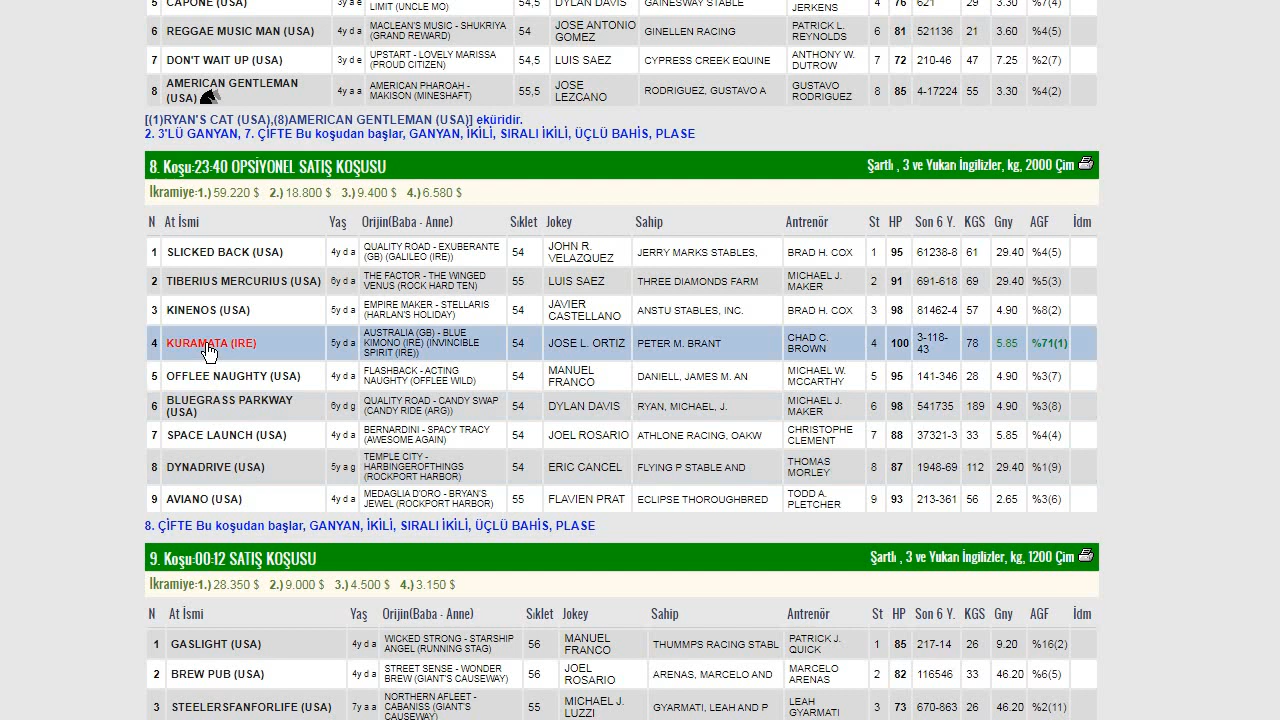 5 CAPONE (USA) 3y a e LIMIT (UNCLE MO) 54,5 DYLAN DAVIS GAINESWAY STABLE JERKENS 4 76 621 29 3.30 %7(4)
6 REGGAE MUSIC MAN (USA) 4y d a MACLEAN'S MUSIC - SHUKRIYA (GRAND REWARD) 54 JOSE ANTONIO GOMEZ GINELLEN RACING PATRICK L. REYNOLDS 6 81 521136 21 3.60 %4(5)
7 DON'T WAIT UP (USA) 3y d e UPSTART - LOVELY MARISSA (PROUD CITIZEN) 54,5 LUIS SAEZ CYPRESS CREEK EQUINE ANTHONY W. DUTROW 7 72 210-46 47 7.25 %2(7)
8 AMERICAN GENTLEMAN (USA) 4y a a AMERICAN PHAROAH - MAKISON (MINESHAFT) 55,5 JOSE LEZCANO RODRIGUEZ, GUSTAVO A GUSTAVO RODRIGUEZ 8 85 4-17224 55 3.30 %4(2)
[(1)RYAN'S CAT (USA),(8)AMERICAN GENTLEMAN (USA)] eküridir.
2. 3'LÜ GANYAN, 7. ÇİFTE Bu koşudan başlar, GANYAN, İKİLİ, SIRALI İKİLİ, ÜÇLÜ BAHİS, PLASE
8. Koşu:23:40 OPSİYONEL SATIŞ KOŞUSU Şartlı , 3 ve Yukarı İngilizler, kg, 2000 Çim
İkramiye:1.) 59.220 $ 2.) 18.800 $ 3.) 9.400 $ 4.) 6.580 $
N At İsmi Yaş Orijin(Baba - Anne) Sıklet Jokey Sahip Antrenör St HP Son 6 Y. KGS Gny AGF İdm
1 SLICKED BACK (USA) 4y d a QUALITY ROAD - EXUBERANTE (GB) (GALILEO (IRE)) 54 JOHN R. VELAZQUEZ JERRY MARKS STABLES, BRAD H. COX 1 95 61238-8 61 29.40 %4(5)
2 TIBERIUS MERCURIUS (USA) 6y d a THE FACTOR - THE WINGED VENUS (ROCK HARD TEN) 55 LUIS SAEZ THREE DIAMONDS FARM MICHAEL J. MAKER 2 91 691-618 69 29.40 %5(3)
3 KINENOS (USA) 5y d a EMPIRE MAKER - STELLARIS (HARLAN'S HOLIDAY) 54 JAVIER CASTELLANO ANSTU STABLES, INC. BRAD H. COX 3 98 81462-4 57 4.90 %8(2)
4 KURAMATA (IRE) 5y d a AUSTRALIA (GB) - BLUE KIMONO (IRE) (INVINCIBLE SPIRIT (IRE)) 54 JOSE L. ORTIZ PETER M. BRANT CHAD C. BROWN 4 100 3-118-43 78 5.85 %71(1)
5 OFFLEE NAUGHTY (USA) 4y d a FLASHBACK - ACTING NAUGHTY (OFFLEE WILD) 54 MANUEL FRANCO DANIELL, JAMES M. AN MICHAEL W. MCCARTHY 5 95 141-346 28 4.90 %3(7)
6 BLUEGRASS PARKWAY (USA) 6y d g QUALITY ROAD - CANDY SWAP (CANDY RIDE (ARG)) 54 DYLAN DAVIS RYAN, MICHAEL, J. MICHAEL J. MAKER 6 98 541735 189 4.90 %3(8)
7 SPACE LAUNCH (USA) 4y d a BERNARDINI - SPACY TRACY (AWESOME AGAIN) 54 JOEL ROSARIO ATHLONE RACING, OAKW CHRISTOPHE CLEMENT 7 88 37321-3 33 5.85 %4(4)
8 DYNADRIVE (USA) 5y a g TEMPLE CITY - HARBINGEROFTHINGS (ROCKPORT HARBOR) 54 ERIC CANCEL FLYING P STABLE AND THOMAS MORLEY 8 87 1948-69 112 29.40 %1(9)
9 AVIANO (USA) 4y d a MEDAGLIA D'ORO - BRYAN'S JEWEL (ROCKPORT HARBOR) 55 FLAVIEN PRAT ECLIPSE THOROUGHBRED TODD A. PLETCHER 9 93 213-361 56 2.65 %3(6)
8. ÇİFTE Bu koşudan başlar, GANYAN, İKİLİ, SIRALI İKİLİ, ÜÇLÜ BAHİS, PLASE
9. Koşu:00:12 SATIŞ KOŞUSU Şartlı , 3 ve Yukarı İngilizler, kg, 1200 Çim
İkramiye:1.) 28.350 $ 2.) 9.000 $ 3.) 4.500 $ 4.) 3.150 $
N At İsmi Yaş Orijin(Baba - Anne) Sıklet Jokey Sahip Antrenör St HP Son 6 Y. KGS Gny AGF İdm
1 GASLIGHT (USA) 4y d a WICKED STRONG - STARSHIP ANGEL (RUNNING STAG) 56 MANUEL FRANCO THUMMPS RACING STABL PATRICK J. QUICK 1 85 217-14 26 9.20 %16(2)
2 BREW PUB (USA) 4y d a STREET SENSE - WONDER BREW (GIANT'S CAUSEWAY) 56 JOEL ROSARIO ARENAS, MARCELO AND MARCELO ARENAS 2 82 116546 33 46.20 %6(5)
3 STEELERSFANFORLIFE (USA) 7y a a NORTHERN AFLEET - CABANISS (GIANT'S CAUSEWAY) 55 MICHAEL J. LUZZI GYARMATI, LEAH AND P LEAH GYARMATI 3 73 670-863 26 46.20 %2(11)